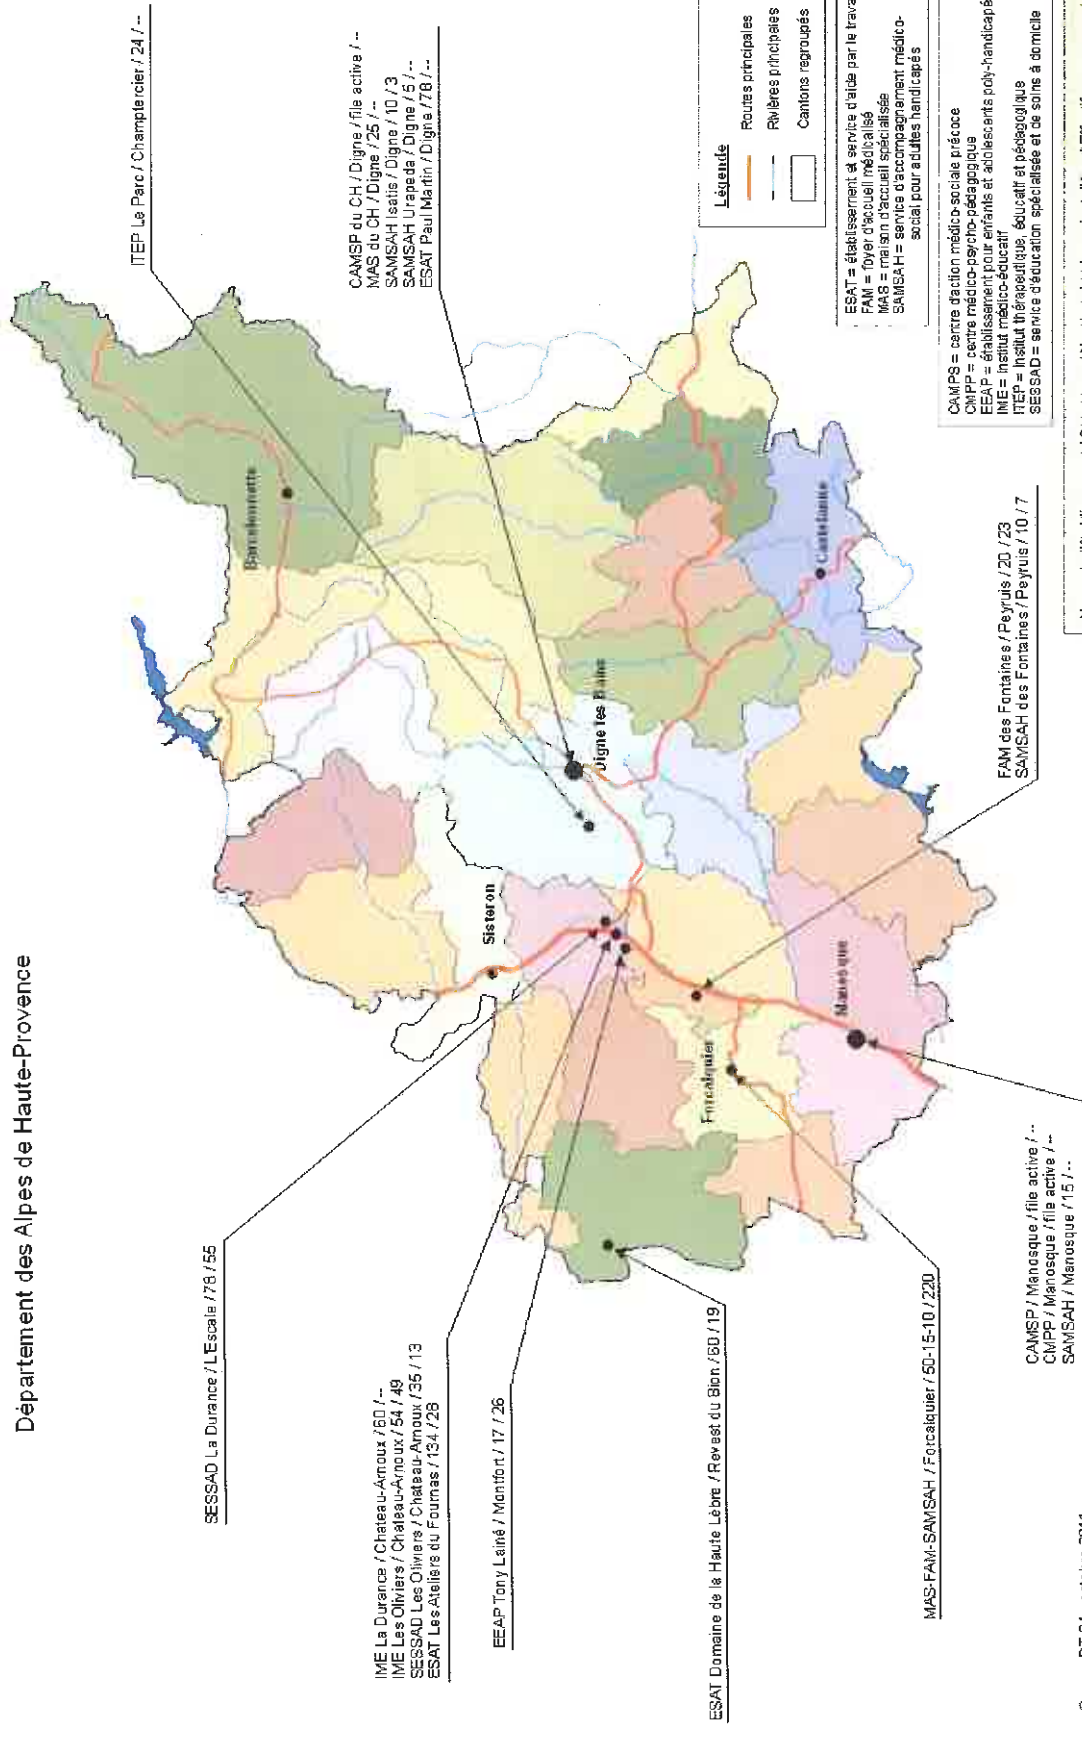 Département des Alpes de Haute-Provence
SESSAD La Durance / L'Escale / 78 / 55
IME La Durance / Chateau-Arnoux / 60 / --
IME Les Oliviers / Chateau-Arnoux / 54 / 49
SESSAD Les Oliviers / Chateau-Arnoux / 35 / 13
ESAT Les Ateliers du Fournas / 134 / 28
EEAP Tony Lainé / Montfort / 17 / 26
ESAT Domaine de la Haute Lèbre / Revest du Bion / 60 / 19
MAS-FAM-SAMSAH / Forcalquier / 50-15-10 / 220
CAMSP / Manosque / file active / --
CMPP / Manosque / file active / --
SAMSAH / Manosque / 15 / --
ITEP Le Parc / Champtercier / 24 / --
CAMSP du CH / Digne / file active / --
MAS du CH / Digne / 25 / --
SAMSAH Isatis / Digne / 10 / 3
SAMSAH Urapeda / Digne / 5 / --
ESAT Paul Martin / Digne / 78 / --
FAM des Fontaines / Peyruis / 20 / 23
SAMSAH des Fontaines / Peyruis / 10 / 7
Barcelonnette
Sisteron
Digne les Bains
Forcalquier
Manosque
Castellane
Légende
Routes principales
Rivières principales
Cantons regroupés
ESAT = établissement et service d'aide par le trava
FAM = foyer d'accueil médicalisé
MAS = maison d'accueil spécialisée
SAMSAH = service d'accompagnement médico-
social pour adultes handicapés
CAMPS = centre d'action médico-sociale précoce
CMPP = centre médico-psycho-pédagogique
EEAP = établissement pour enfants et adolescents poly-handicapé
IME = institut médico-éducatif
ITEP = institut thérapeutique, éducatif et pédagogique
SESSAD = service d'éducation spécialisée et de soins à domicile